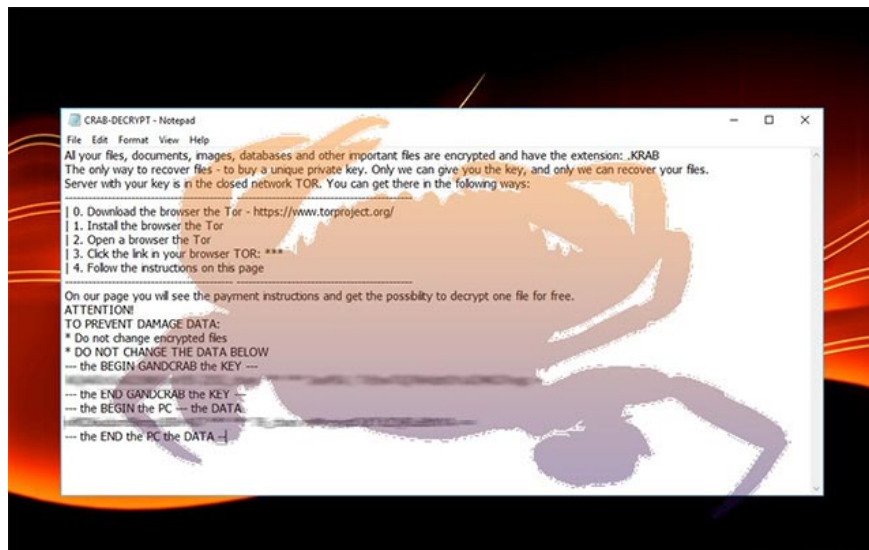 CRAB-DECRYPT - Notepad
File Edit Format View Help
All your files, documents, images, databases and other important files are encrypted and have the extension: .KRAB
The only way to recover files - to buy a unique private key. Only we can give you the key, and only we can recover your files.
Server with your key is in the closed network TOR. You can get there in the following ways:
----------------------------------------------------------------------------------
| 0. Download the browser the Tor - https://www.torproject.org/
| 1. Install the browser the Tor
| 2. Open a browser the Tor
| 3. Click the link in your browser TOR: ***
| 4. Follow the instructions on this page
---------------------------------------- ------------------------------------------
On our page you will see the payment instructions and get the possibility to decrypt one file for free.
ATTENTION!
TO PREVENT DAMAGE DATA:
* Do not change encrypted files
* DO NOT CHANGE THE DATA BELOW
--- the BEGIN GANDCRAB the KEY ---
--- the END GANDCRAB the KEY ---
--- the BEGIN the PC --- the DATA
--- the END the PC the DATA --